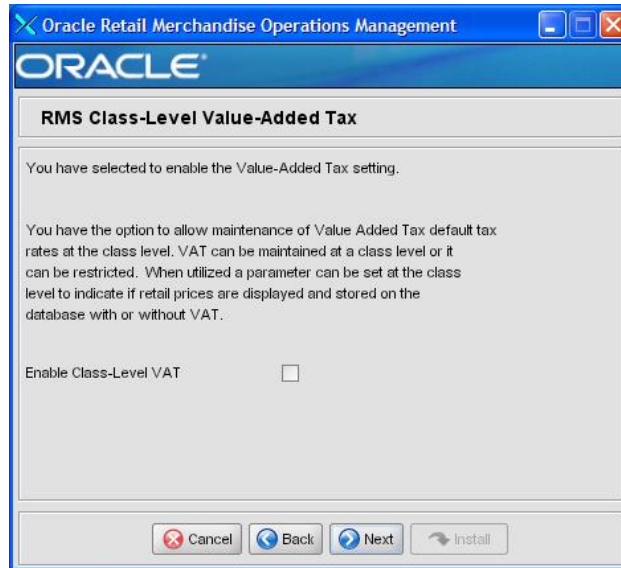 Oracle Retail Merchandise Operations Management
ORACLE
RMS Class-Level Value-Added Tax
You have selected to enable the Value-Added Tax setting.
You have the option to allow maintenance of Value Added Tax default tax
rates at the class level. VAT can be maintained at a class level or it
can be restricted. When utilized a parameter can be set at the class
level to indicate if retail prices are displayed and stored on the
database with or without VAT.
Enable Class-Level VAT
Cancel Back Next Install